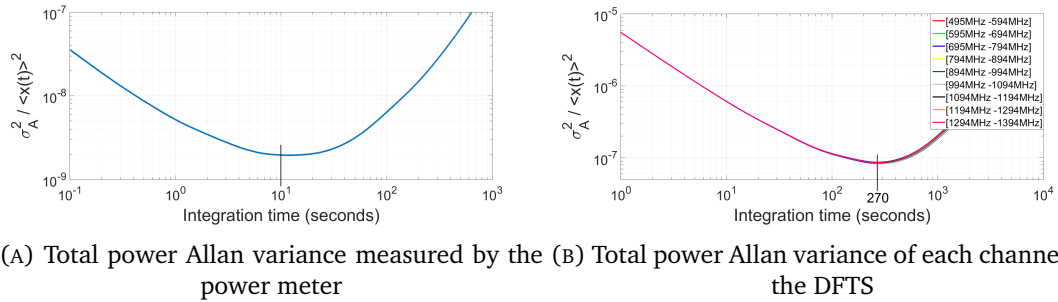 10^-7
10^-8
10^-9
σ_A^2 / <x(t)>^2
10^-1
10^0
10
10^2
10^3
Integration time (seconds)
10^-5
10^-6
10^-7
σ_A^2 / <x(t)>^2
10^0
10^1
10^2
270
10^3
10^4
Integration time (seconds)
[495MHz -594MHz]
[595MHz -694MHz]
[695MHz -794MHz]
[794MHz -894MHz]
[894MHz -994MHz]
[994MHz -1094MHz]
[1094MHz -1194MHz]
[1194MHz -1294MHz]
[1294MHz -1394MHz]
(A) Total power Allan variance measured by the
power meter
(B) Total power Allan variance of each channe
the DFTS